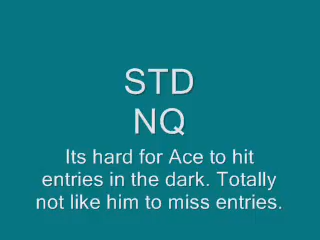 STD
NQ
Its hard for Ace to hit
entries in the dark. Totally
not like him to miss entries.